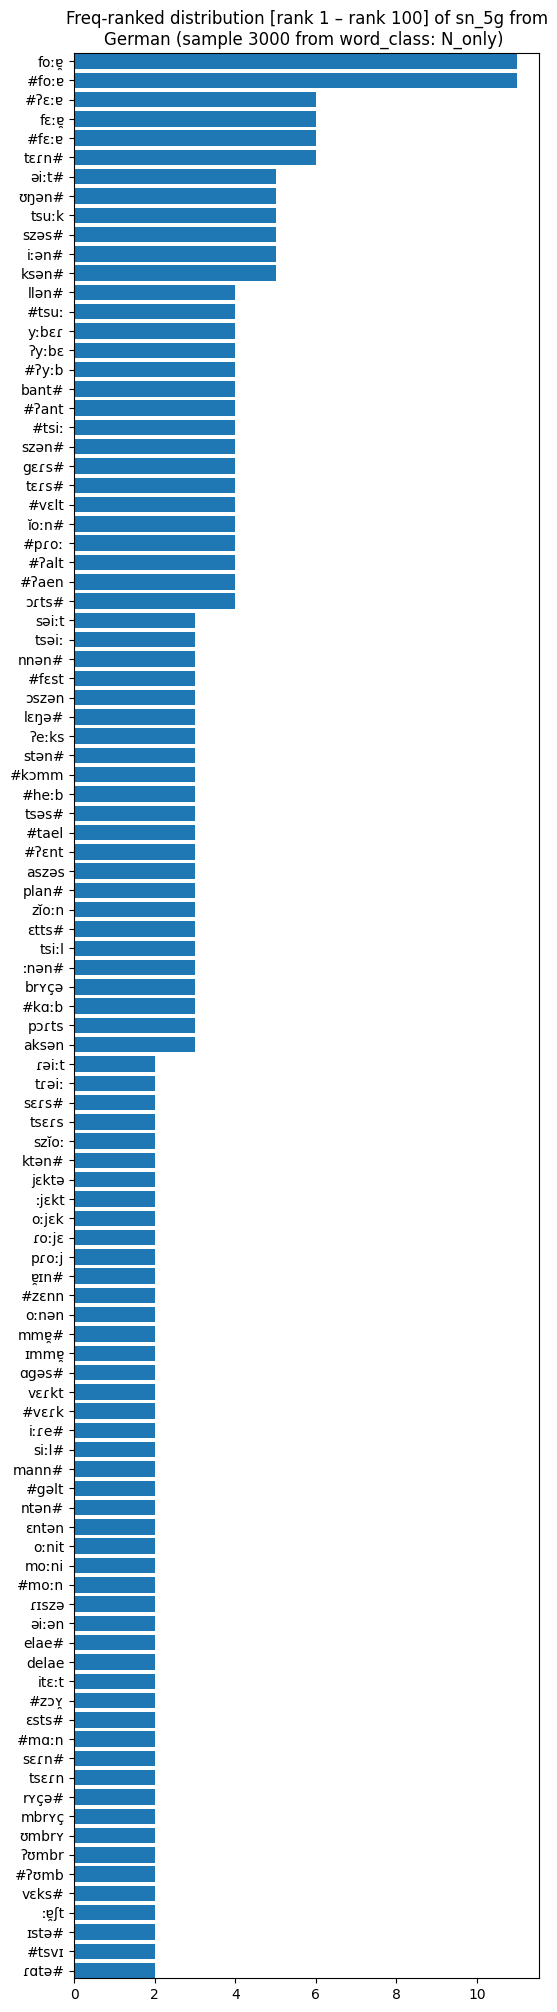 Freq-ranked distribution [rank 1 – rank 100] of sn_5g from
German (sample 3000 from word_class: N_only)
foːɐ̯
#foːɐ
#ʔɛːɐ
fɛːɐ̯
#fɛːɐ
tɛɾn#
əiːt#
ʊŋən#
tsuːk
szəs#
iːən#
ksən#
llən#
#tsuː
yːbɛɾ
ʔyːbɛ
#ʔyːb
bant#
#ʔant
#tsiː
szən#
gɛɾs#
tɛɾs#
#vɛlt
ĭoːn#
#pɾoː
#ʔalt
#ʔaen
ɔɾts#
səiːt
tsəiː
nnən#
#fɛst
ɔszən
lɛŋə#
ʔeːks
stən#
#kɔmm
#heːb
tsəs#
#tael
#ʔɛnt
aszəs
plan#
zĭoːn
ɛtts#
tsiːl
ːnən#
brʏçə
#kɑːb
pɔɾts
aksən
ɾəiːt
tɾəiː
sɛɾs#
tsɛɾs
szĭoː
ktən#
jɛktə
ːjɛkt
oːjɛk
ɾoːjɛ
pɾoːj
ɐ̯ɪn#
#zɛnn
oːnən
mmɐ̯#
ɪmmɐ̯
ɑgəs#
vɛɾkt
#vɛɾk
iːɾe#
siːl#
mann#
#gəlt
ntən#
ɛntən
oːnit
moːni
#moːn
ɾɪszə
əiːən
elae#
delae
itɛːt
#zɔʏ̯
ɛsts#
#mɑːn
sɛɾn#
tsɛɾn
rʏçə#
mbrʏç
ʊmbrʏ
ʔʊmbr
#ʔʊmb
vɛks#
ːɐ̯ʃt
ɪstə#
#tsvɪ
ɾɑtə#
0 2 4 6 8 10